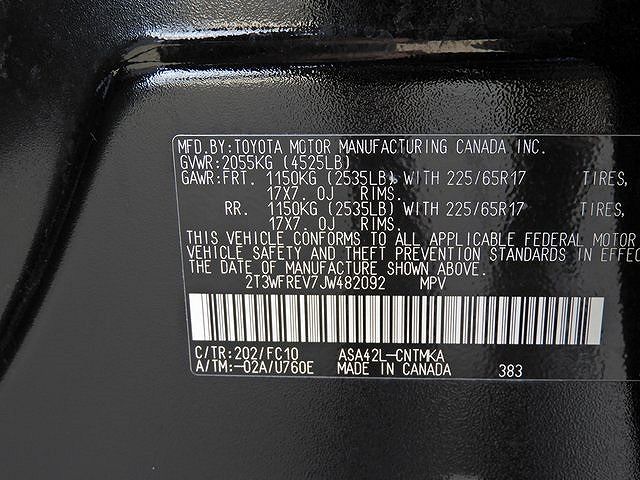 MFD.BY:TOYOTA MOTOR MANUFACTURING CANADA INC.
GVWR:2055KG (4525LB)
GAWR:FRT. 1150KG (2535LB) WITH 225/65R17 TIRES,
17X7. 0J RIMS.
RR. 1150KG (2535LB) WITH 225/65R17 TIRES,
17X7. 0J RIMS.
THIS VEHICLE CONFORMS TO ALL APPLICABLE FEDERAL MOTOR
VEHICLE SAFETY AND THEFT PREVENTION STANDARDS IN EFFEC
THE DATE OF MANUFACTURE SHOWN ABOVE.
2T3WFREV7JW482092 MPV
C/TR:202/FC10 ASA42L-CNTMKA
A/TM:-02A/U760E MADE IN CANADA 383